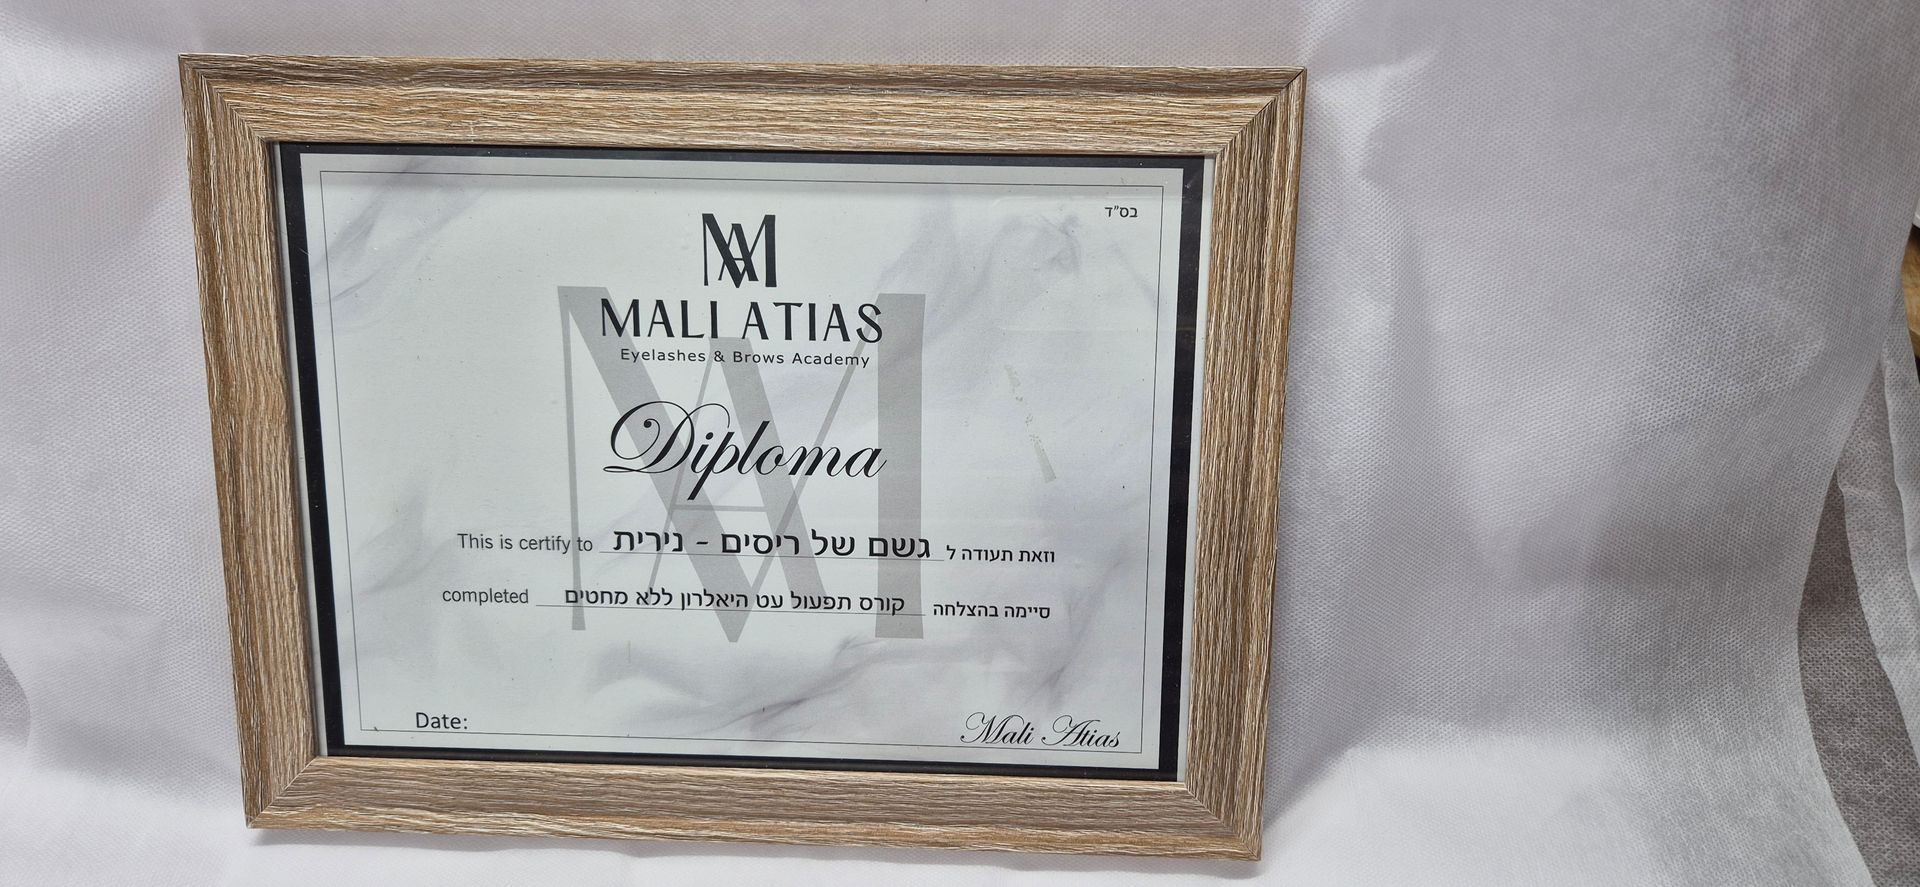 בס"ד
MA
MALI ATIAS
Eyelashes & Brows Academy
Diploma
This is certify to גשם של ריסים - נירית וזאת תעודה ל
completed קורס תפעול עט היאלרון ללא מחטים סיימה בהצלחה
Date:
Mali Atias